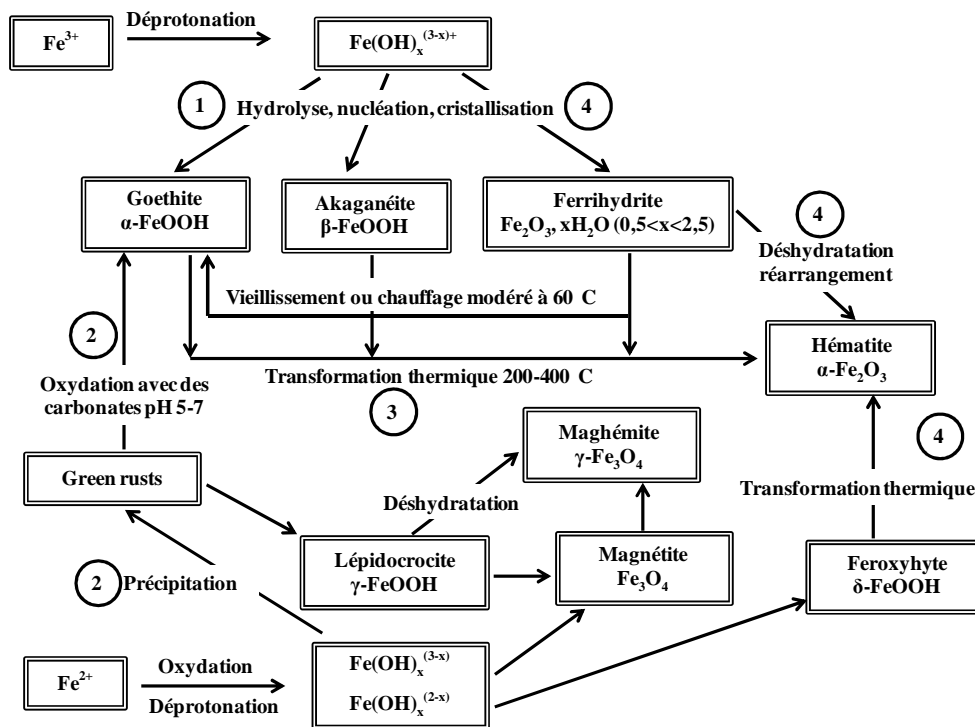 Déprotonation
Fe³⁺
Fe(OH)ₓ⁽³⁻ˣ⁾⁺
1
Hydrolyse, nucléation, cristallisation
4
Goethite
α-FeOOH
Akaganéite
β-FeOOH
Ferrihydrite
Fe₂O₃, xH₂O (0,5<x<2,5)
4
Déshydratation
réarrangement
Vieillissement ou chauffage modéré à 60 C
2
Hématite
α-Fe₂O₃
Transformation thermique 200-400 C
Oxydation avec des
carbonates pH 5-7
3
Maghémite
γ-Fe₃O₄
4
Green rusts
Déshydratation
Transformation thermique
Lépidocrocite
γ-FeOOH
Magnétite
Fe₃O₄
Feroxyhyte
δ-FeOOH
2
Précipitation
Fe²⁺
Oxydation
Déprotonation
Fe(OH)ₓ⁽³⁻ˣ⁾
Fe(OH)ₓ⁽²⁻ˣ⁾